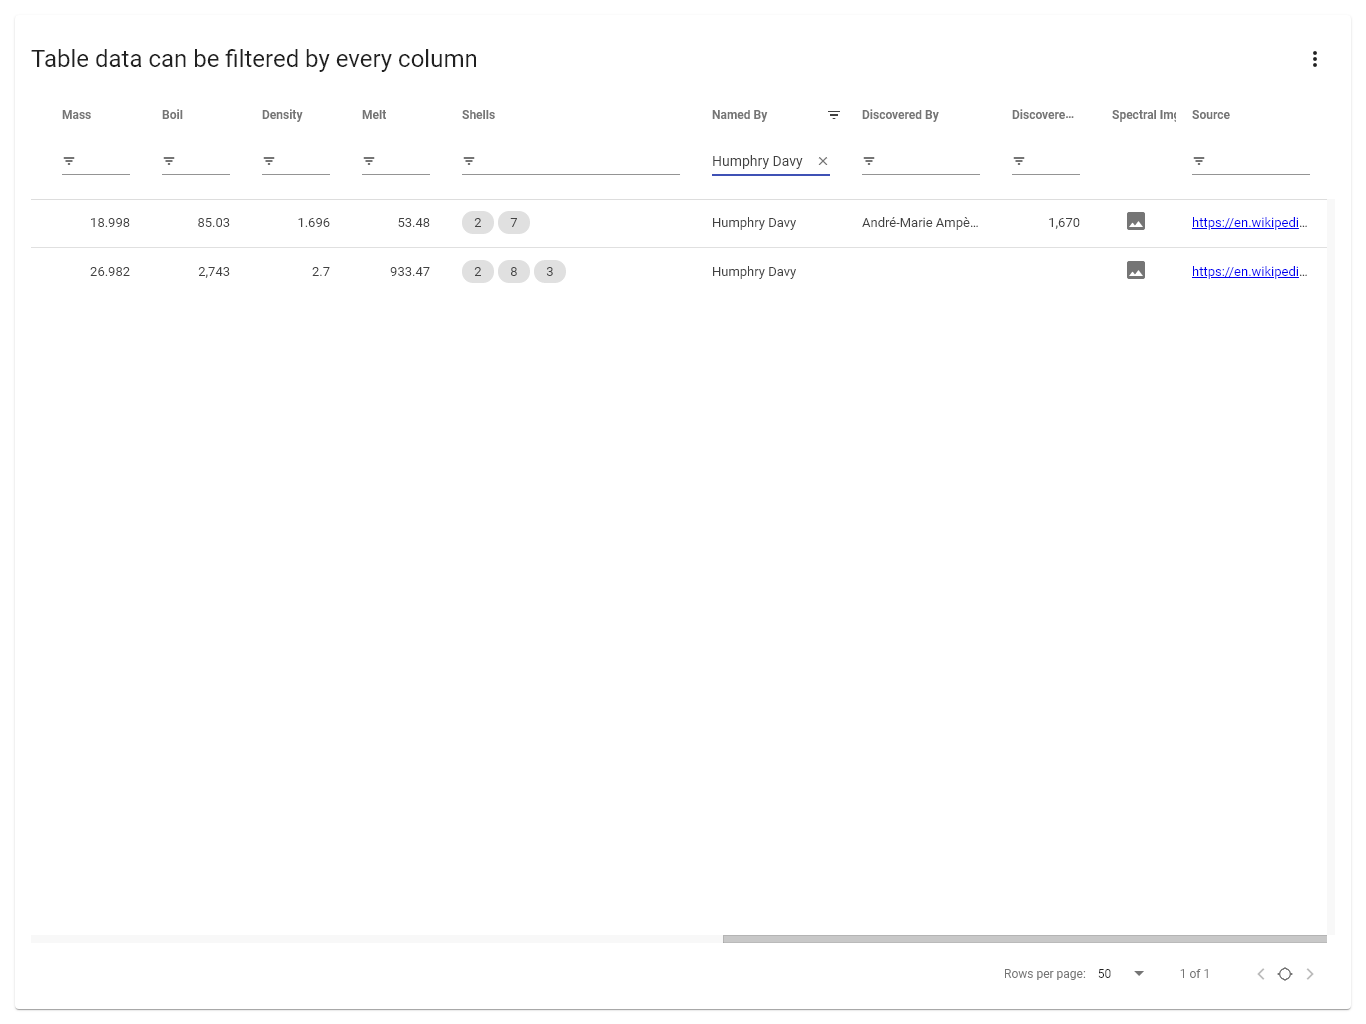 Table data can be filtered by every column
Mass Boil Density Melt Shells Named By Discovered By Discovere… Spectral Im Source
Humphry Davy
18.998 85.03 1.696 53.48 2 7 Humphry Davy André-Marie Ampè… 1,670 https://en.wikipedi…
26.982 2,743 2.7 933.47 2 8 3 Humphry Davy https://en.wikipedi…
Rows per page: 50 1 of 1